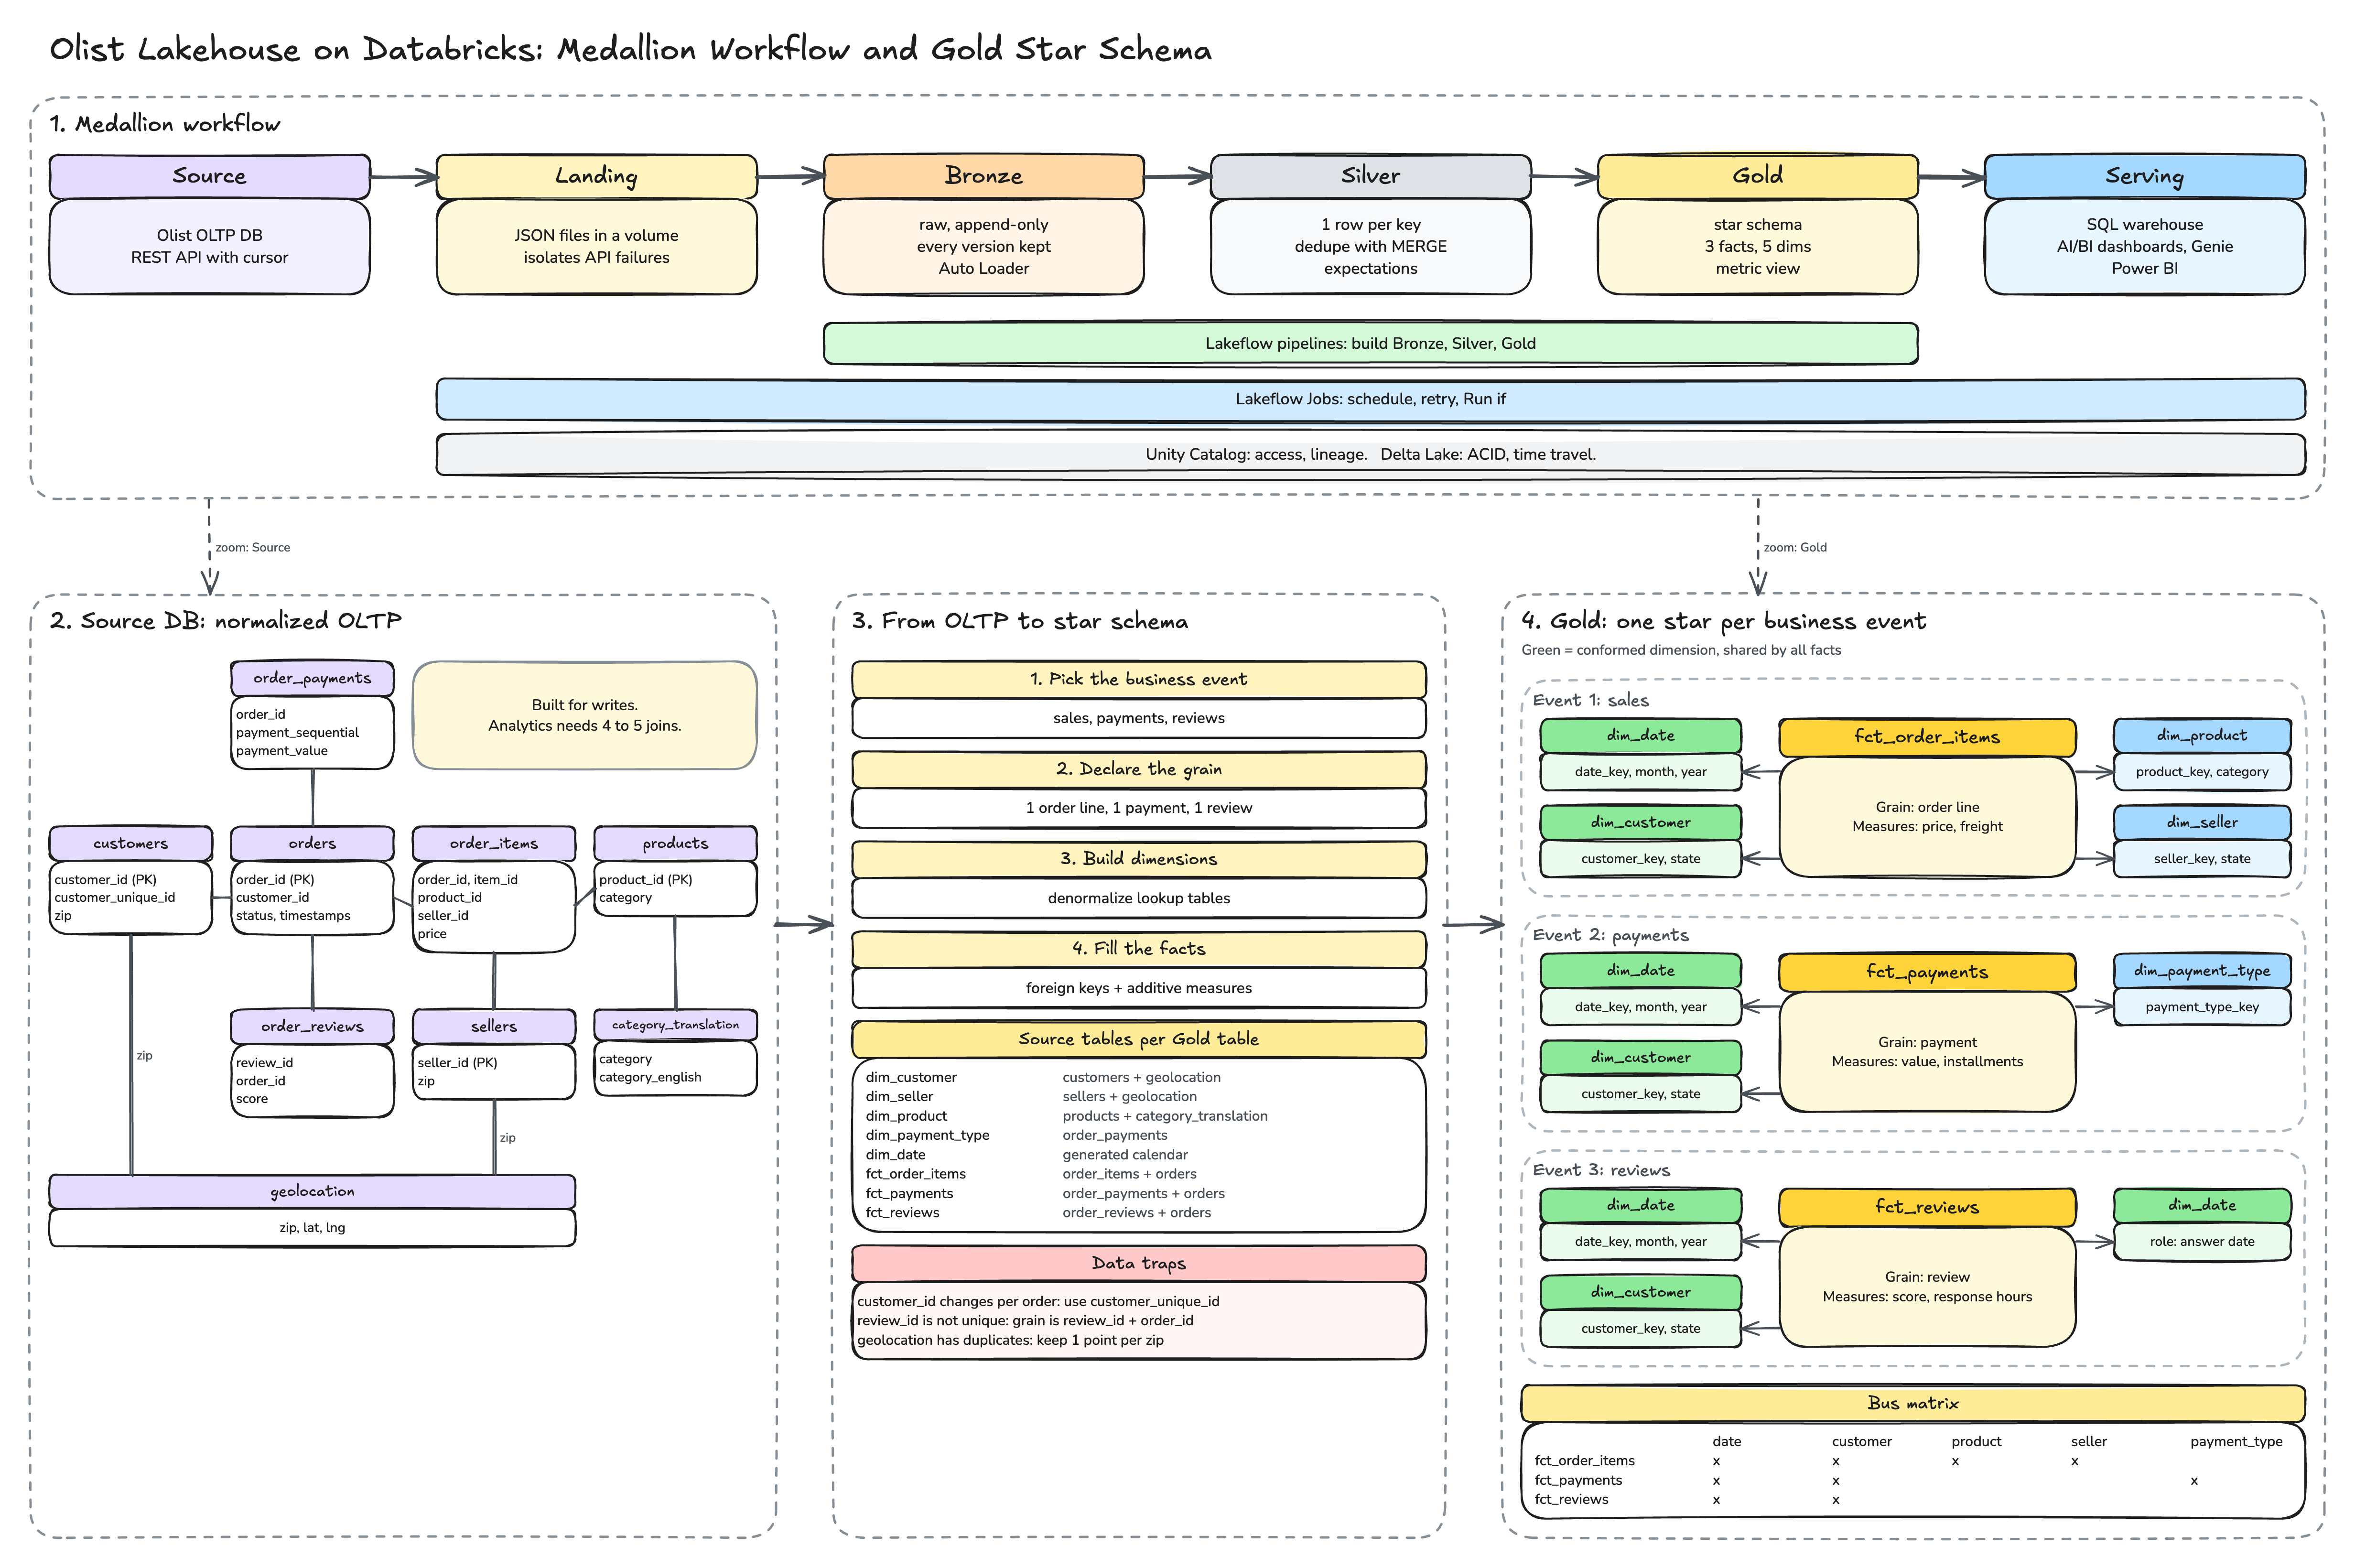 Olist Lakehouse on Databricks: Medallion Workflow and Gold Star Schema
1. Medallion workflow
Source
Olist OLTP DB
REST API with cursor
Landing
JSON files in a volume
isolates API failures
Bronze
raw, append-only
every version kept
Auto Loader
Silver
1 row per key
dedupe with MERGE
expectations
Gold
star schema
3 facts, 5 dims
metric view
Serving
SQL warehouse
AI/BI dashboards, Genie
Power BI
Lakeflow pipelines: build Bronze, Silver, Gold
Lakeflow Jobs: schedule, retry, Run if
Unity Catalog: access, lineage.   Delta Lake: ACID, time travel.
zoom: Source
zoom: Gold
2. Source DB: normalized OLTP
order_payments
order_id
payment_sequential
payment_value
Built for writes.
Analytics needs 4 to 5 joins.
customers
customer_id (PK)
customer_unique_id
zip
orders
order_id (PK)
customer_id
status, timestamps
order_items
order_id, item_id
product_id
seller_id
price
products
product_id (PK)
category
order_reviews
review_id
order_id
score
sellers
seller_id (PK)
zip
category_translation
category
category_english
zip
zip
geolocation
zip, lat, lng
3. From OLTP to star schema
1. Pick the business event
sales, payments, reviews
2. Declare the grain
1 order line, 1 payment, 1 review
3. Build dimensions
denormalize lookup tables
4. Fill the facts
foreign keys + additive measures
Source tables per Gold table
dim_customer customers + geolocation
dim_seller sellers + geolocation
dim_product products + category_translation
dim_payment_type order_payments
dim_date generated calendar
fct_order_items order_items + orders
fct_payments order_payments + orders
fct_reviews order_reviews + orders
Data traps
customer_id changes per order: use customer_unique_id
review_id is not unique: grain is review_id + order_id
geolocation has duplicates: keep 1 point per zip
4. Gold: one star per business event
Green = conformed dimension, shared by all facts
Event 1: sales
dim_date
date_key, month, year
dim_customer
customer_key, state
fct_order_items
Grain: order line
Measures: price, freight
dim_product
product_key, category
dim_seller
seller_key, state
Event 2: payments
dim_date
date_key, month, year
dim_customer
customer_key, state
fct_payments
Grain: payment
Measures: value, installments
dim_payment_type
payment_type_key
Event 3: reviews
dim_date
date_key, month, year
dim_customer
customer_key, state
fct_reviews
Grain: review
Measures: score, response hours
dim_date
role: answer date
Bus matrix
date customer product seller payment_type
fct_order_items x x x x
fct_payments x x x
fct_reviews x x